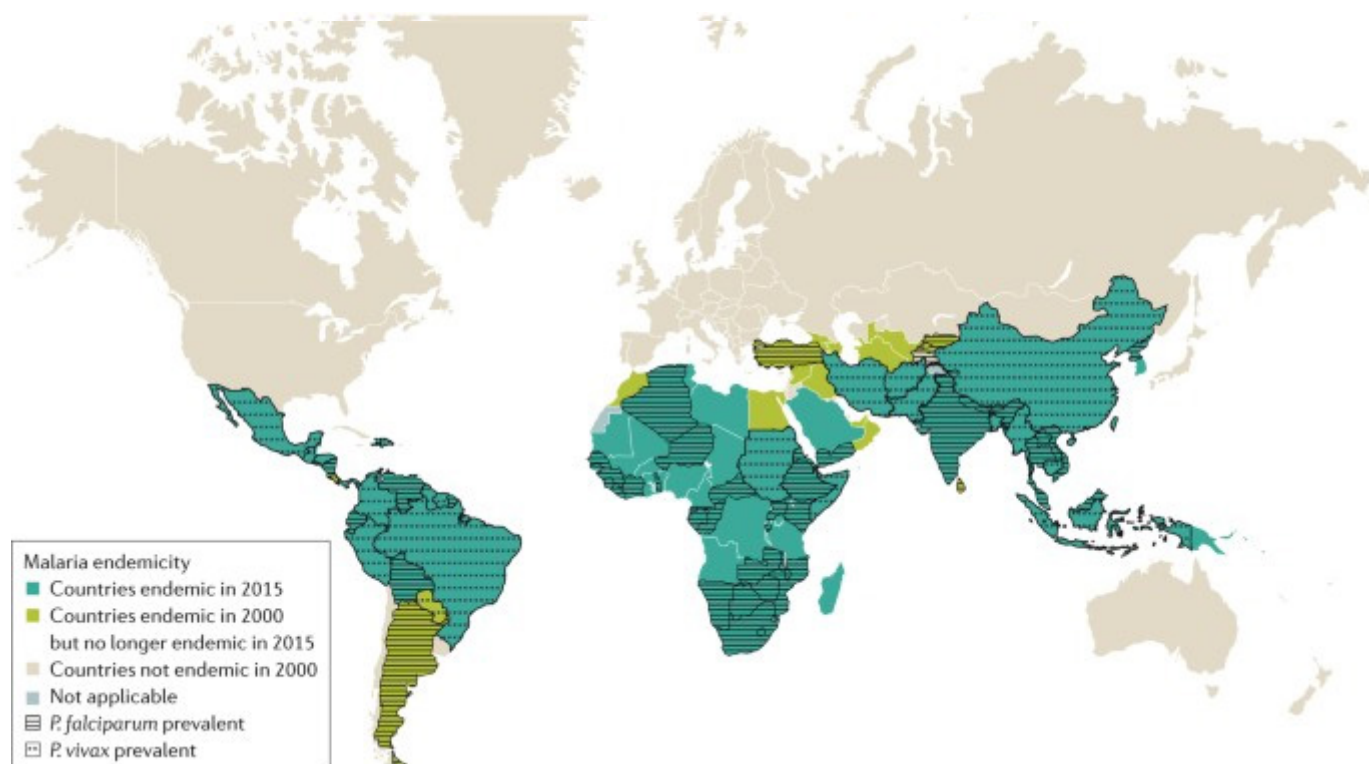 Malaria endemicity
Countries endemic in 2015
Countries endemic in 2000
but no longer endemic in 2015
Countries not endemic in 2000
Not applicable
P. falciparum prevalent
P. vivax prevalent